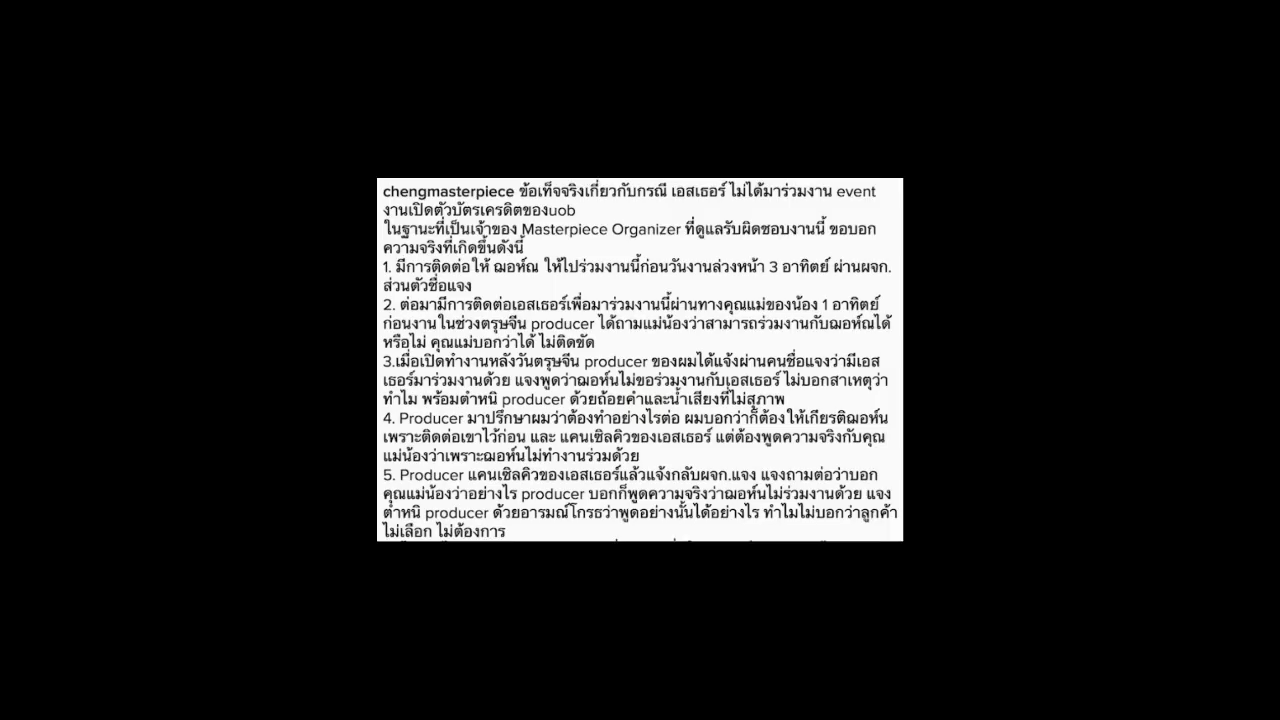 chengmasterpiece ข้อเท็จจริงเกี่ยวกับกรณี เอสเธอร์ ไม่ได้มาร่วมงาน event
งานเปิดตัวบัตรเครดิตของuob
ในฐานะที่เป็นเจ้าของ Masterpiece Organizer ที่ดูแลรับผิดชอบงานนี้ ขอบอก
ความจริงที่เกิดขึ้นดังนี้
1. มีการติดต่อให้ ฌอห์ณ ให้ไปร่วมงานนี้ก่อนวันงานล่วงหน้า 3 อาทิตย์ ผ่านผจก.
ส่วนตัวชื่อแจง
2. ต่อมามีการติดต่อเอสเธอร์เพื่อมาร่วมงานนี้ผ่านทางคุณแม่ของน้อง 1 อาทิตย์
ก่อนงานในช่วงตรุษจีน producer ได้ถามแม่น้องว่าสามารถร่วมงานกับฌอห์ณได้
หรือไม่ คุณแม่บอกว่าได้ ไม่ติดขัด
3.เมื่อเปิดทำงานหลังวันตรุษจีน producer ของผมได้แจ้งผ่านคนชื่อแจงว่ามีเอส
เธอร์มาร่วมงานด้วย แจงพูดว่าฌอห์นไม่ขอร่วมงานกับเอสเธอร์ ไม่บอกสาเหตุว่า
ทำไม พร้อมตำหนิ producer ด้วยถ้อยคำและน้ำเสียงที่ไม่สุภาพ
4. Producer มาปรึกษาผมว่าต้องทำอย่างไรต่อ ผมบอกว่าก็ต้องให้เกียรติฌอห์น
เพราะติดต่อเขาไว้ก่อน และ แคนเซิลคิวของเอสเธอร์ แต่ต้องพูดความจริงกับคุณ
แม่น้องว่าเพราะฌอห์นไม่ทำงานร่วมด้วย
5. Producer แคนเซิลคิวของเอสเธอร์แล้วแจ้งกลับผจก.แจง แจงถามต่อว่าบอก
คุณแม่น้องว่าอย่างไร producer บอกก็พูดความจริงว่าฌอห์นไม่ร่วมงานด้วย แจง
ตำหนิ producer ด้วยอารมณ์โกรธว่าพูดอย่างนั้นได้อย่างไร ทำไมไม่บอกว่าลูกค้า
ไม่เลือก ไม่ต้องการ